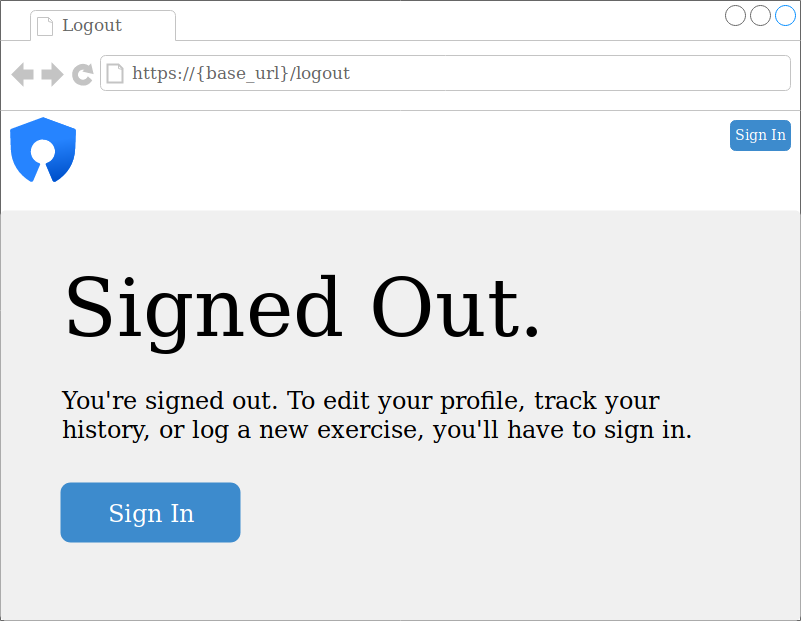 Logout
https://{base_url}/logout
Sign In
Signed Out.
You're signed out. To edit your profile, track your
history, or log a new exercise, you'll have to sign in.
Sign In